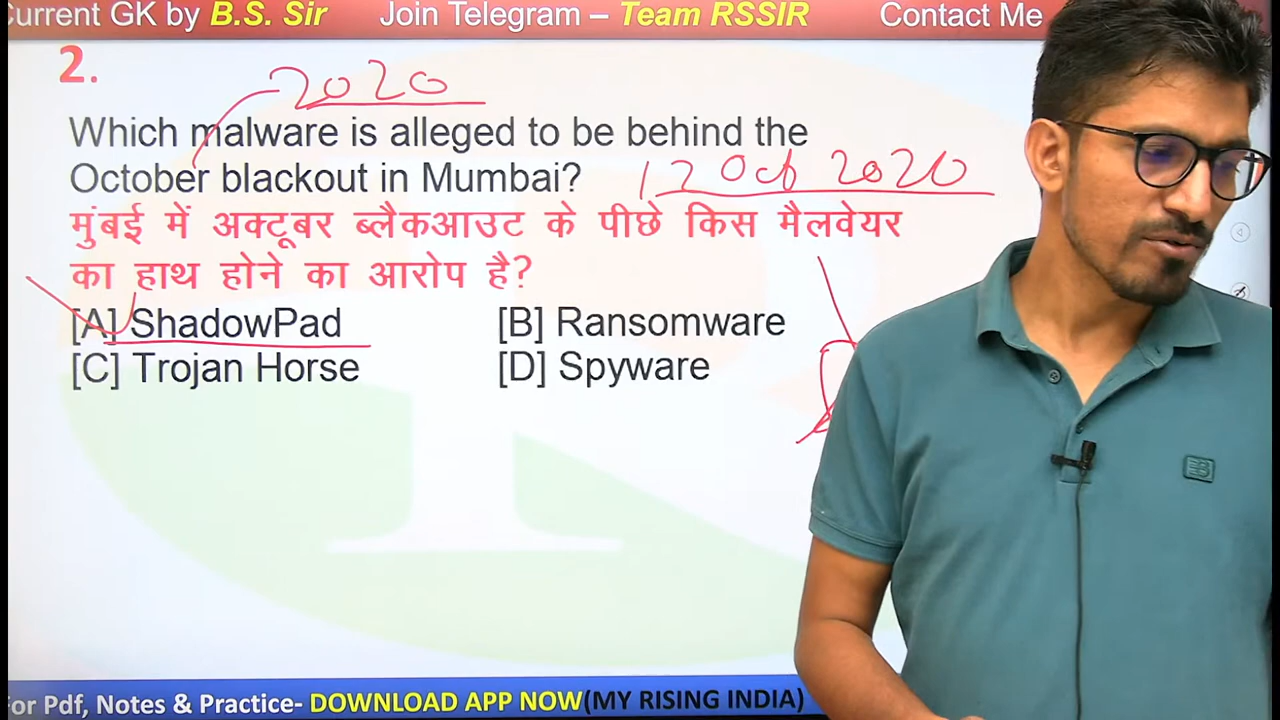 Current GK by B.S. Sir Join Telegram – Team RSSIR Contact Me
2.
2020
Which malware is alleged to be behind the
October blackout in Mumbai? 12 Oct 2020
मुंबई में अक्टूबर ब्लैकआउट के पीछे किस मैलवेयर
का हाथ होने का आरोप है?
[A] ShadowPad [B] Ransomware
[C] Trojan Horse [D] Spyware
For Pdf, Notes & Practice- DOWNLOAD APP NOW(MY RISING INDIA)